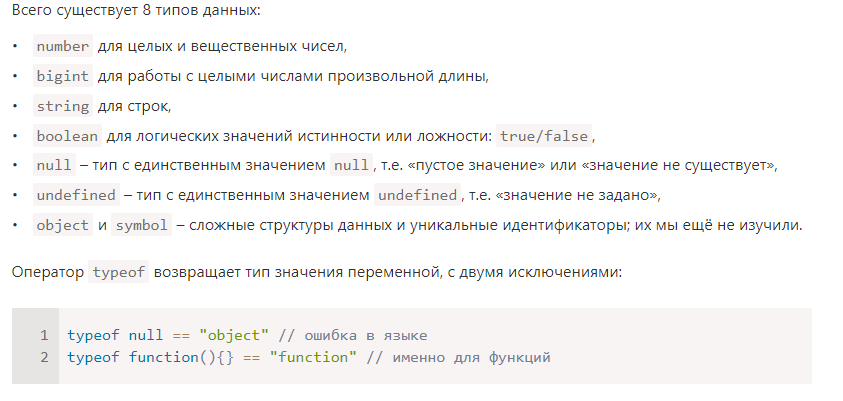 Всего существует 8 типов данных:
• number для целых и вещественных чисел,
• bigint для работы с целыми числами произвольной длины,
• string для строк,
• boolean для логических значений истинности или ложности: true/false,
• null – тип с единственным значением null, т.е. «пустое значение» или «значение не существует»,
• undefined – тип с единственным значением undefined, т.е. «значение не задано»,
• object и symbol – сложные структуры данных и уникальные идентификаторы; их мы ещё не изучили.
Оператор typeof возвращает тип значения переменной, с двумя исключениями:
1 typeof null == "object" // ошибка в языке
2 typeof function(){} == "function" // именно для функций